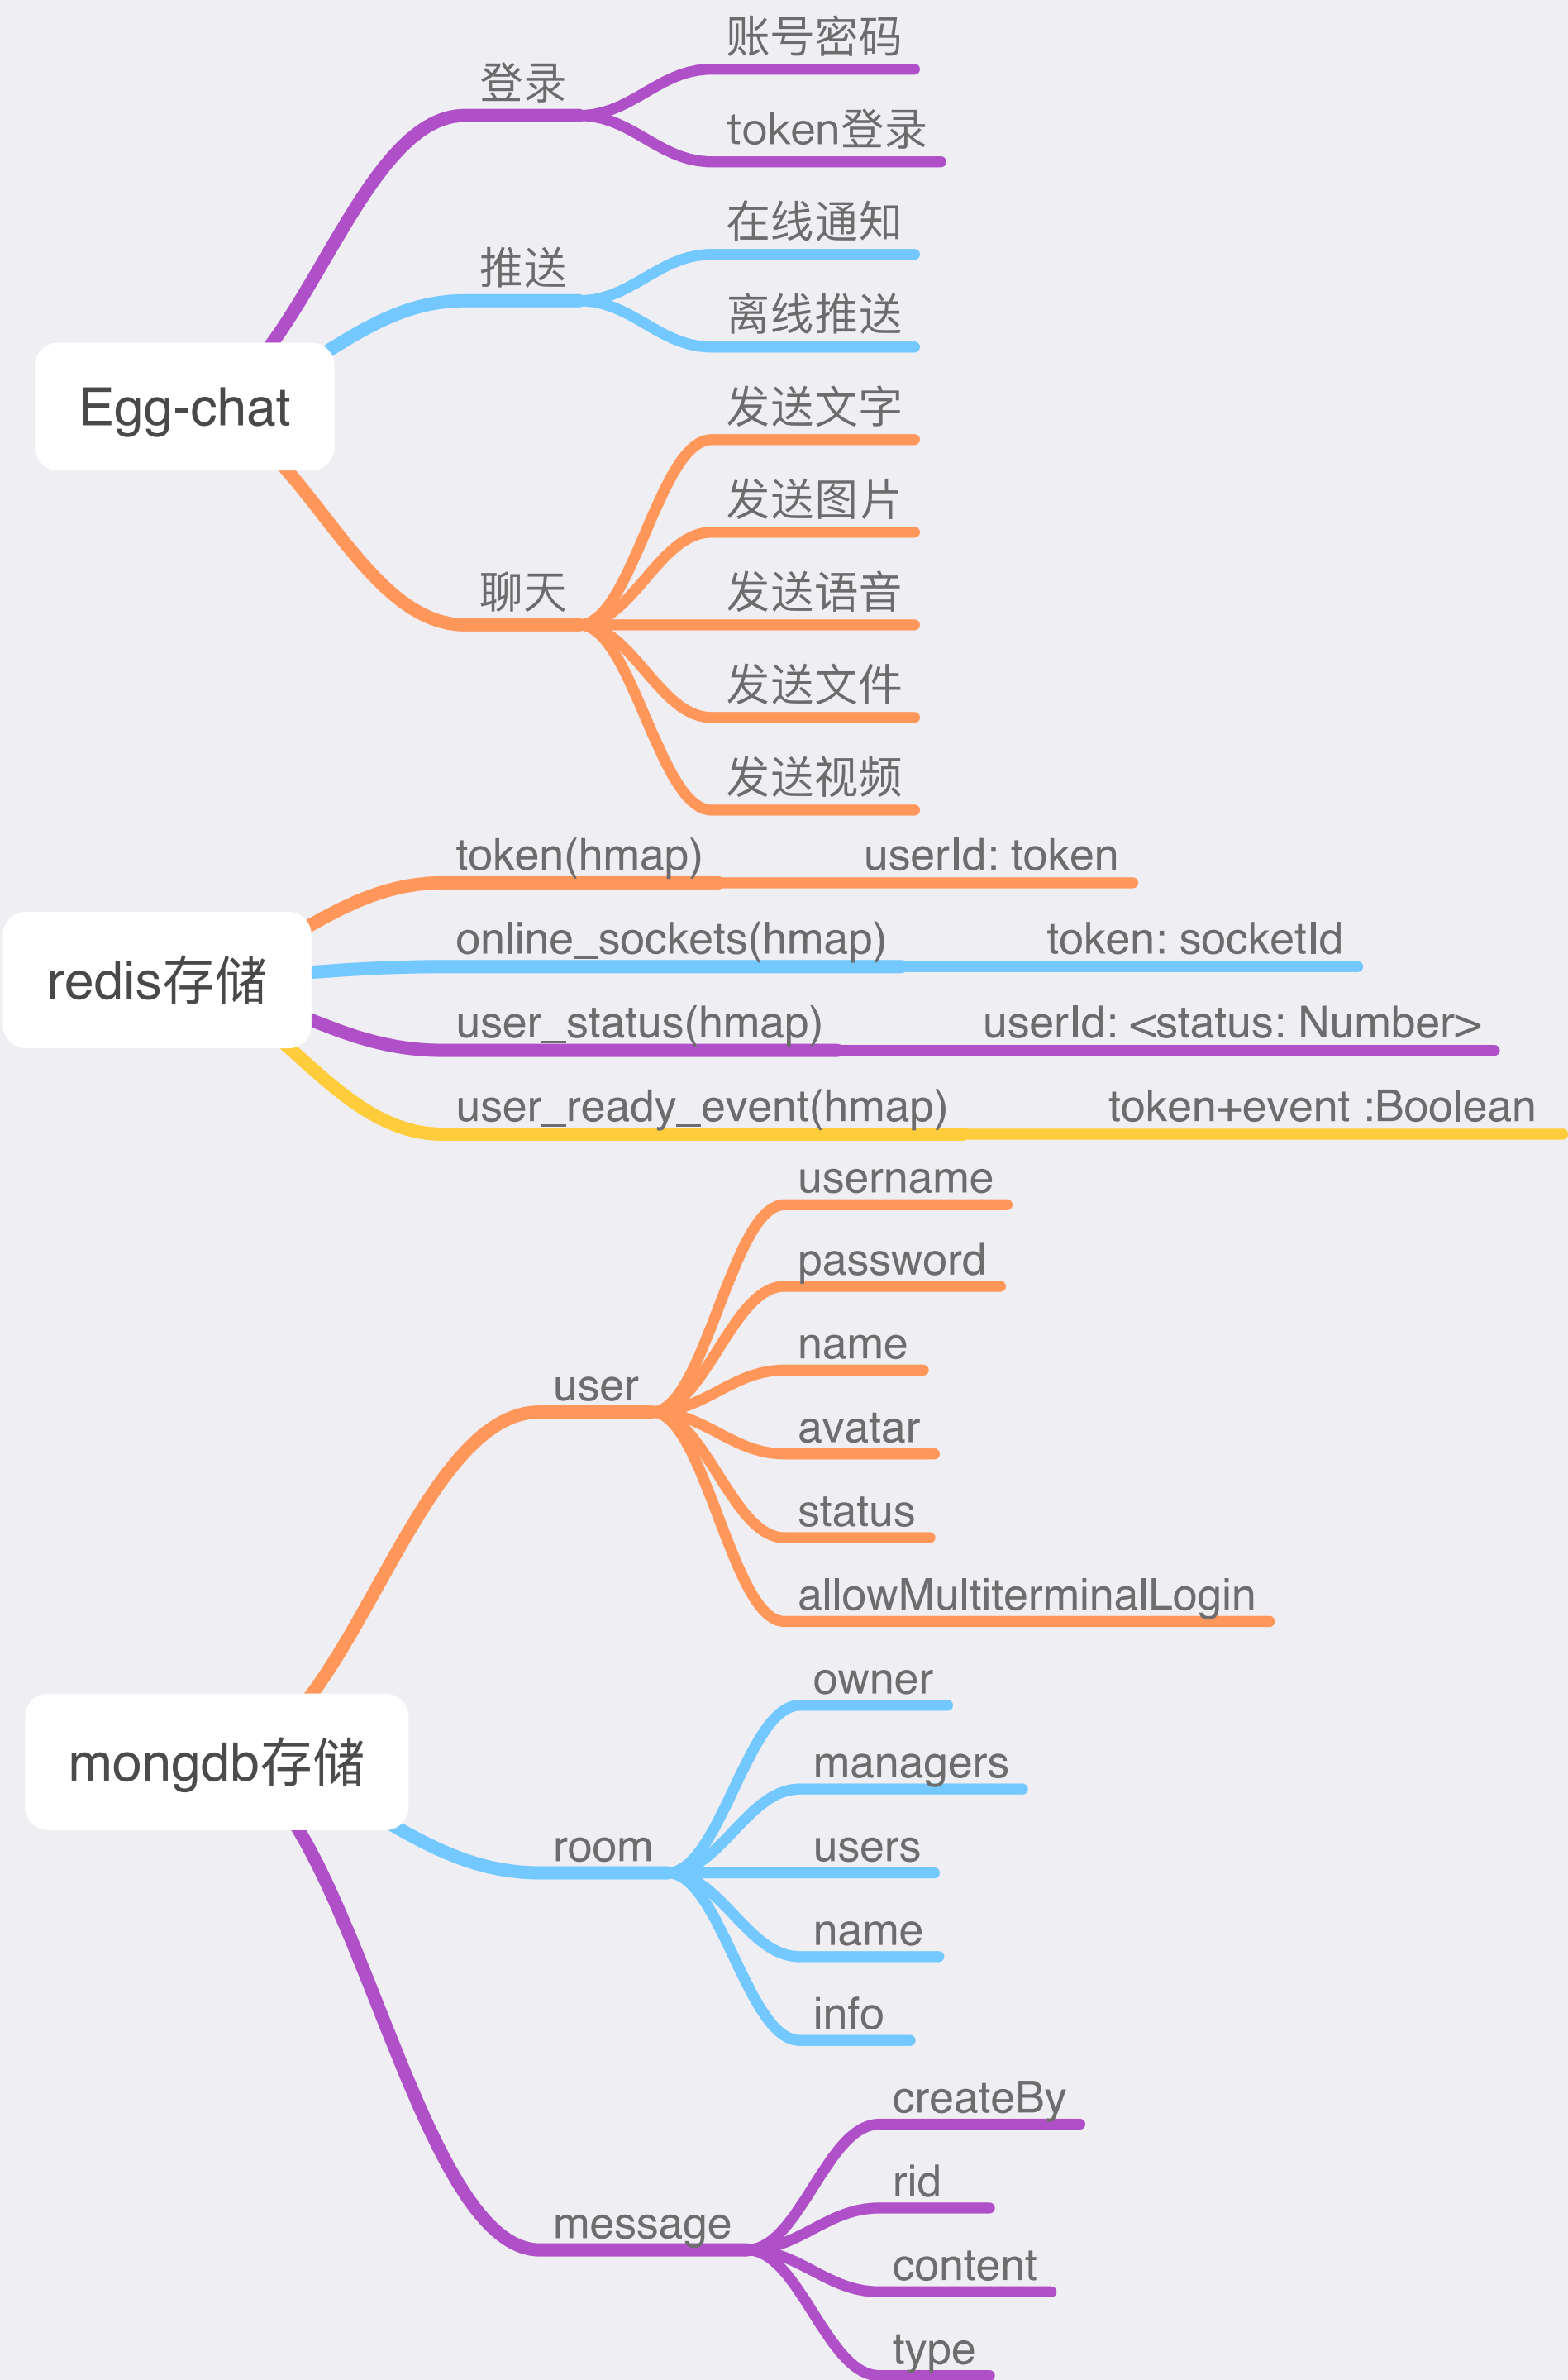 账号密码
登录
token登录
在线通知
推送
离线推送
Egg-chat
发送文字
发送图片
聊天
发送语音
发送文件
发送视频
token(hmap) userId: token
online_sockets(hmap) token: socketId
redis存储
user_status(hmap) userId: <status: Number>
user_ready_event(hmap) token+event :Boolean
username
password
name
user
avatar
status
allowMultiterminalLogin
owner
mongdb存储
managers
room
users
name
info
createBy
rid
message
content
type